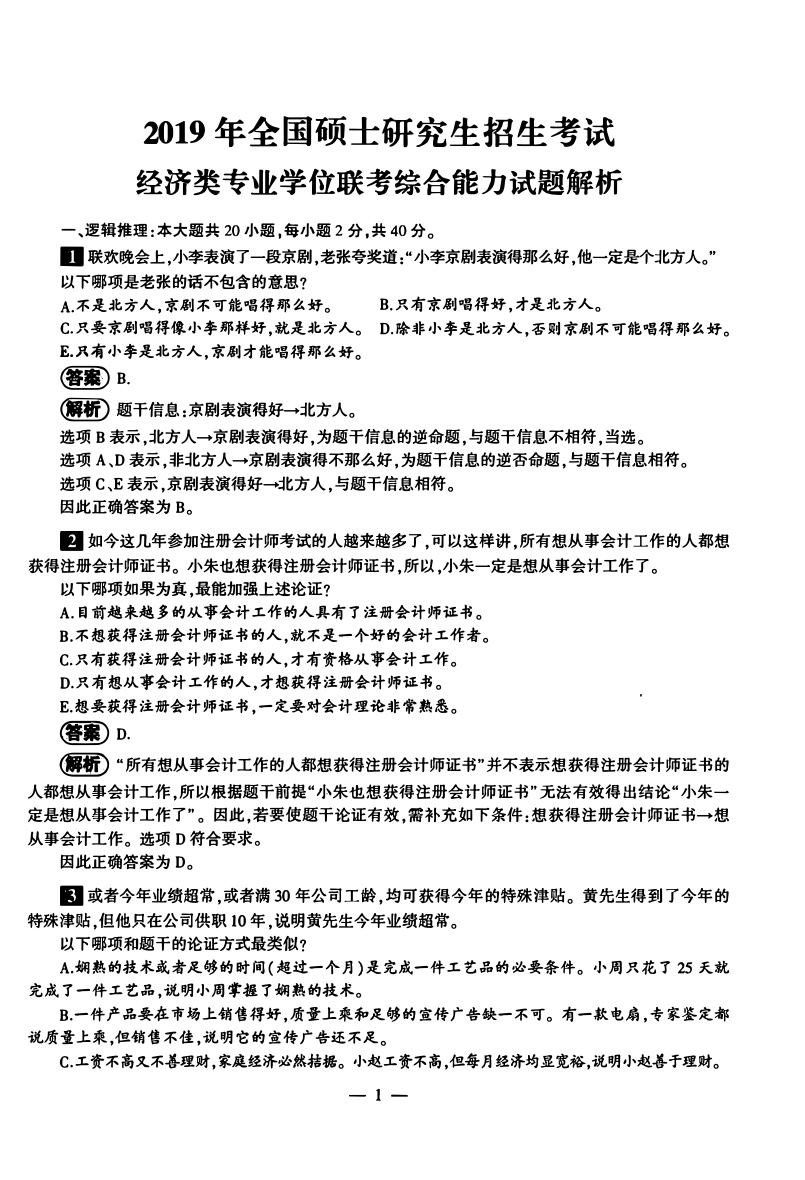 2019 年全国硕士研究生招生考试
经济类专业学位联考综合能力试题解析
一、逻辑推理:本大题共 20 小题,每小题 2 分,共 40 分。
1 联欢晚会上,小李表演了一段京剧,老张夸奖道:“小李京剧表演得那么好,他一定是个北方人。”
以下哪项是老张的话不包含的意思?
A.不是北方人,京剧不可能唱得那么好。 B.只有京剧唱得好,才是北方人。
C.只要京剧唱得像小李那样好,就是北方人。 D.除非小李是北方人,否则京剧不可能唱得那么好。
E.只有小李是北方人,京剧才能唱得那么好。
答案 B.
解析 题干信息:京剧表演得好→北方人。
选项 B 表示,北方人→京剧表演得好,为题干信息的逆命题,与题干信息不相符,当选。
选项 A、D 表示,非北方人→京剧表演得不那么好,为题干信息的逆否命题,与题干信息相符。
选项 C、E 表示,京剧表演得好→北方人,与题干信息相符。
因此正确答案为 B。
2 如今这几年参加注册会计师考试的人越来越多了,可以这样讲,所有想从事会计工作的人都想
获得注册会计师证书。小朱也想获得注册会计师证书,所以,小朱一定是想从事会计工作了。
以下哪项如果为真,最能加强上述论证?
A.目前越来越多的从事会计工作的人具有了注册会计师证书。
B.不想获得注册会计师证书的人,就不是一个好的会计工作者。
C.只有获得注册会计师证书的人,才有资格从事会计工作。
D.只有想从事会计工作的人,才想获得注册会计师证书。
E.想要获得注册会计师证书,一定要对会计理论非常熟悉。
答案 D.
解析 “所有想从事会计工作的人都想获得注册会计师证书”并不表示想获得注册会计师证书的
人都想从事会计工作,所以根据题干前提“小朱也想获得注册会计师证书”无法有效得出结论“小朱一
定是想从事会计工作了”。因此,若要使题干论证有效,需补充如下条件:想获得注册会计师证书→想
从事会计工作。选项 D 符合要求。
因此正确答案为 D。
3 或者今年业绩超常,或者满 30 年公司工龄,均可获得今年的特殊津贴。黄先生得到了今年的
特殊津贴,但他只在公司供职 10 年,说明黄先生今年业绩超常。
以下哪项和题干的论证方式最类似?
A.娴熟的技术或者足够的时间(超过一个月)是完成一件工艺品的必要条件。小周只花了 25 天就
完成了一件工艺品,说明小周掌握了娴熟的技术。
B.一件产品要在市场上销售得好,质量上乘和足够的宣传广告缺一不可。有一款电扇,专家鉴定都
说质量上乘,但销售不佳,说明它的宣传广告还不足。
C.工资不高又不善理财,家庭经济必然拮据。小赵工资不高,但每月经济均显宽裕,说明小赵善于理财。
— 1 —